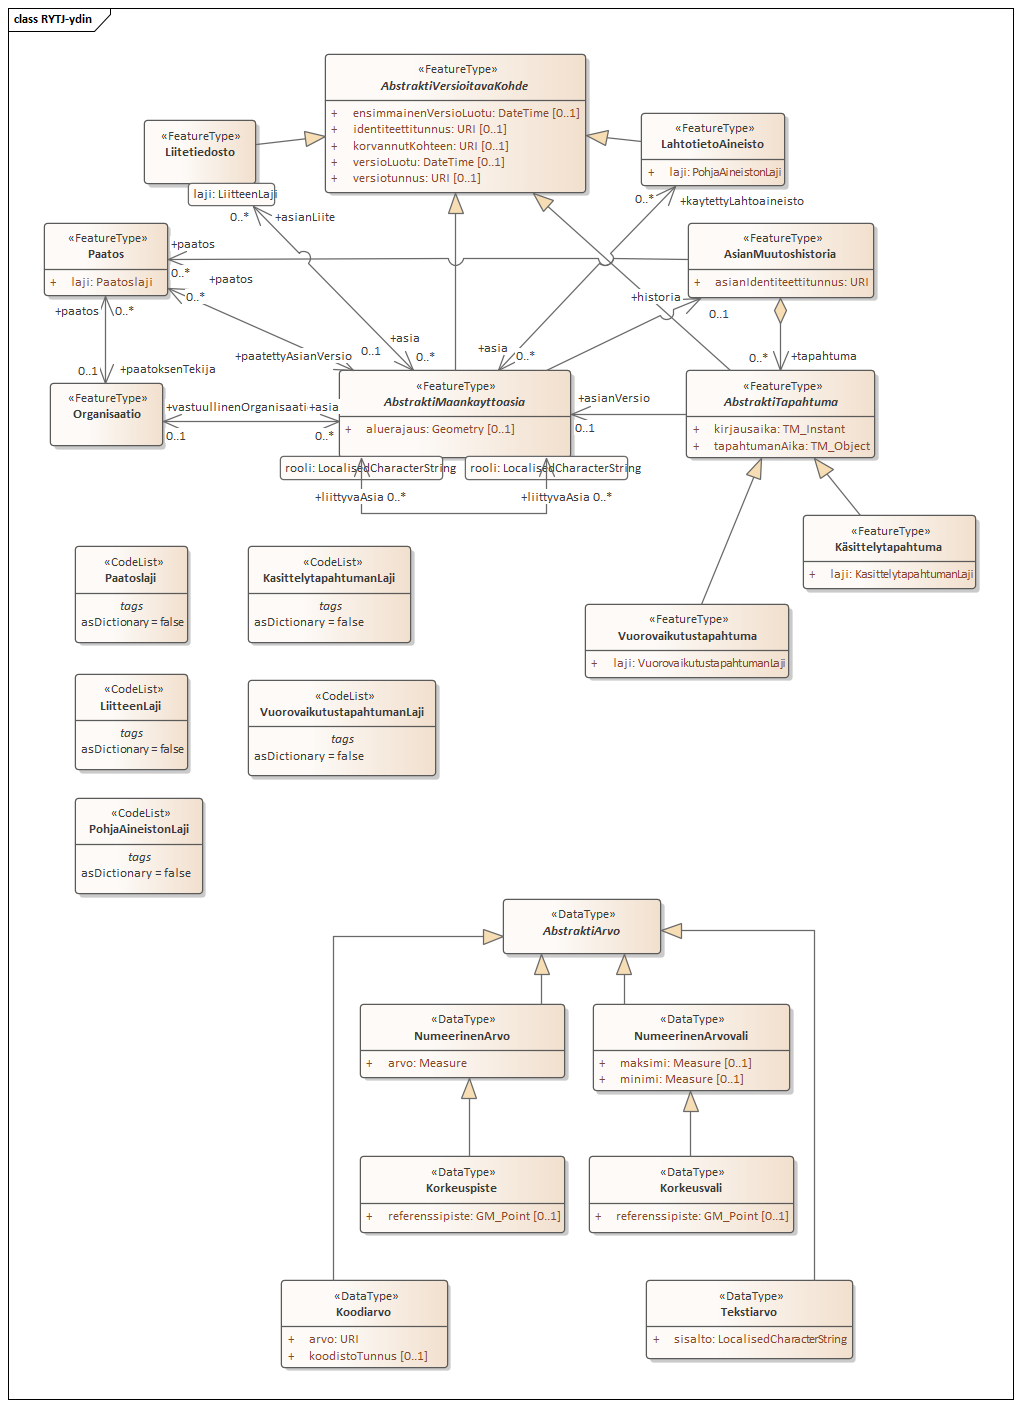 class RYTJ-ydin
«FeatureType»
AbstraktiVersioitavaKohde
+ ensimmainenVersioLuotu: DateTime [0..1]
+ identiteettitunnus: URI [0..1]
+ korvannutKohteen: URI [0..1]
+ versioLuotu: DateTime [0..1]
+ versiotunnus: URI [0..1]
«FeatureType»
Liitetiedosto
laji: LiitteenLaji
«FeatureType»
LahtotietoAineisto
+ laji: PohjaAineistonLaji
0..*
+asianLiite
0..*
+kaytettyLahtoaineisto
«FeatureType»
Paatos
+ laji: Paatoslaji
+paatos
0..*
+paatos
0..*
«FeatureType»
AsianMuutoshistoria
+ asianIdentiteettitunnus: URI
+historia
0..1
+paatos
0..*
+asia
0..*
+asia
0..*
0..1
+paatettyAsianVersio
0..*
+tapahtuma
0..1
+paatoksenTekija
«FeatureType»
Organisaatio
+vastuullinenOrganisaati
0..1
+asia
0..*
«FeatureType»
AbstraktiMaankayttoasia
+ aluerajaus: Geometry [0..1]
+asianVersio
0..1
«FeatureType»
AbstraktiTapahtuma
+ kirjausaika: TM_Instant
+ tapahtumanAika: TM_Object
rooli: LocalisedCharacterString
rooli: LocalisedCharacterString
+liittyvaAsia 0..*
+liittyvaAsia 0..*
«FeatureType»
Käsittelytapahtuma
+ laji: KasittelytapahtumanLaji
«FeatureType»
Vuorovaikutustapahtuma
+ laji: VuorovaikutustapahtumanLaji
«CodeList»
Paatoslaji
tags
asDictionary = false
«CodeList»
KasittelytapahtumanLaji
tags
asDictionary = false
«CodeList»
LiitteenLaji
tags
asDictionary = false
«CodeList»
VuorovaikutustapahtumanLaji
tags
asDictionary = false
«CodeList»
PohjaAineistonLaji
tags
asDictionary = false
«DataType»
AbstraktiArvo
«DataType»
NumeerinenArvo
+ arvo: Measure
«DataType»
NumeerinenArvovali
+ maksimi: Measure [0..1]
+ minimi: Measure [0..1]
«DataType»
Korkeuspiste
+ referenssipiste: GM_Point [0..1]
«DataType»
Korkeusvali
+ referenssipiste: GM_Point [0..1]
«DataType»
Koodiarvo
+ arvo: URI
+ koodistoTunnus [0..1]
«DataType»
Tekstiarvo
+ sisalto: LocalisedCharacterString